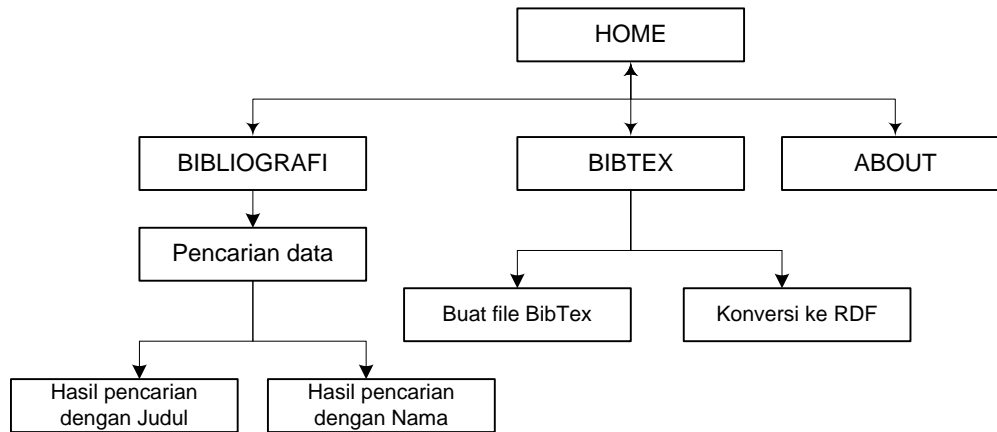 HOME
BIBLIOGRAFI
BIBTEX
ABOUT
Pencarian data
Buat file BibTex
Konversi ke RDF
Hasil pencarian
dengan Judul
Hasil pencarian
dengan Nama